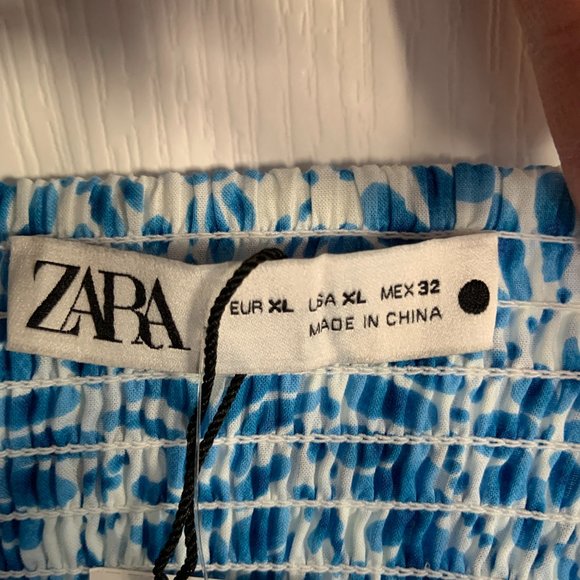 ZARA
EUR XL USA XL MEX 32
MADE IN CHINA